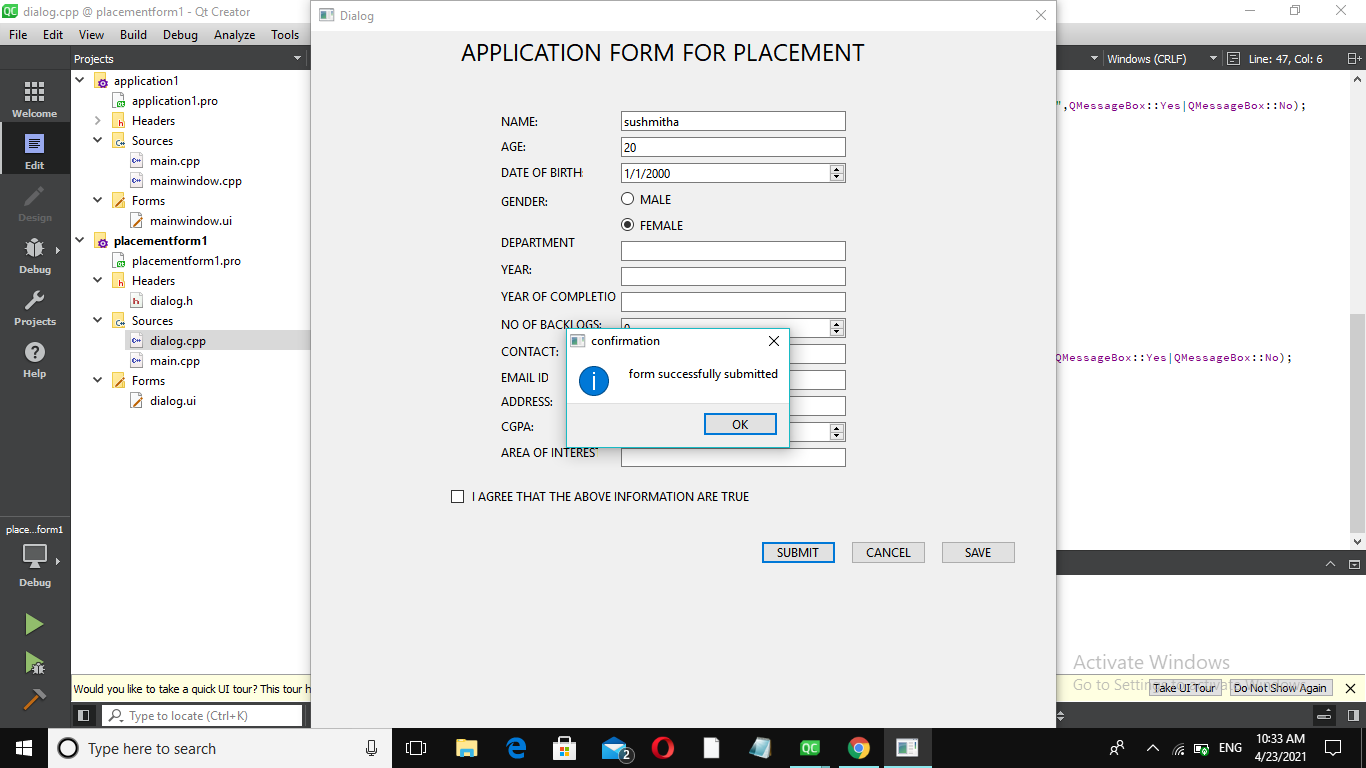 dialog.cpp @ placementform1 - Qt Creator
File Edit View Build Debug Analyze Tools
Projects
Windows (CRLF)
Line: 47, Col: 6
Welcome
Edit
Design
Debug
Projects
Help
place...form1
Debug
application1
application1.pro
Headers
Sources
main.cpp
mainwindow.cpp
Forms
mainwindow.ui
placementform1
placementform1.pro
Headers
dialog.h
Sources
dialog.cpp
main.cpp
Forms
dialog.ui
Dialog
APPLICATION FORM FOR PLACEMENT
NAME: sushmitha
AGE: 20
DATE OF BIRTH: 1/1/2000
GENDER: MALE
FEMALE
DEPARTMENT
YEAR:
YEAR OF COMPLETIO
NO OF BACKLOGS: 0
CONTACT:
EMAIL ID
ADDRESS:
CGPA:
AREA OF INTEREST
confirmation
form successfully submitted
OK
I AGREE THAT THE ABOVE INFORMATION ARE TRUE
SUBMIT CANCEL SAVE
",QMessageBox::Yes|QMessageBox::No);
QMessageBox::Yes|QMessageBox::No);
Activate Windows
Go to Settings to activate Windows.
Would you like to take a quick UI tour? This tour h
Take UI Tour
Do Not Show Again
Type to locate (Ctrl+K)
Type here to search
2
QC
ENG
10:33 AM
4/23/2021